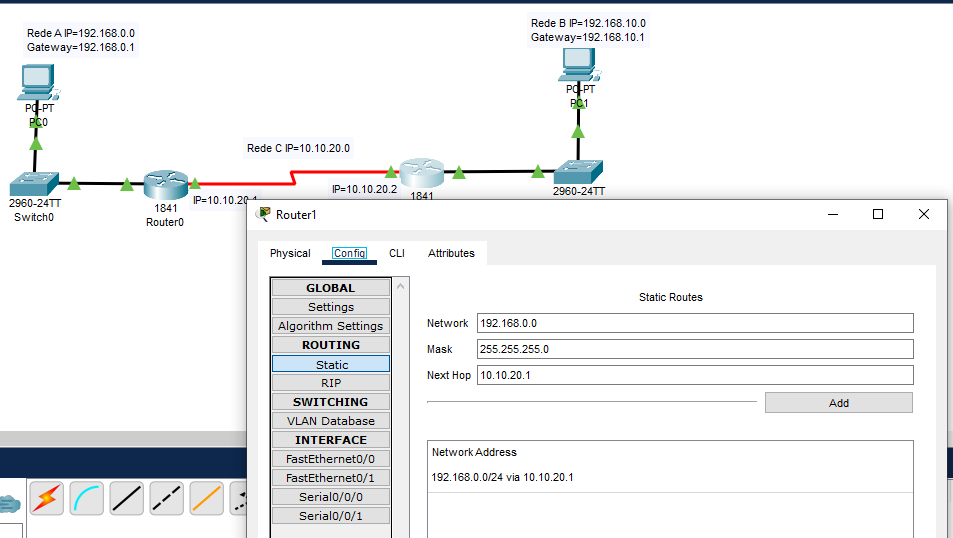 Rede A IP=192.168.0.0
Gateway=192.168.0.1
PC-PT
PC0
Rede B IP=192.168.10.0
Gateway=192.168.10.1
PC-PT
PC1
Rede C IP=10.10.20.0
2960-24TT
Switch0
1841
Router0
IP=10.10.20.1
IP=10.10.20.2
1841
2960-24TT
Router1
Physical
Config
CLI
Attributes
GLOBAL
Settings
Algorithm Settings
ROUTING
Static
RIP
SWITCHING
VLAN Database
INTERFACE
FastEthernet0/0
FastEthernet0/1
Serial0/0/0
Serial0/0/1
Static Routes
Network 192.168.0.0
Mask 255.255.255.0
Next Hop 10.10.20.1
Add
Network Address
192.168.0.0/24 via 10.10.20.1